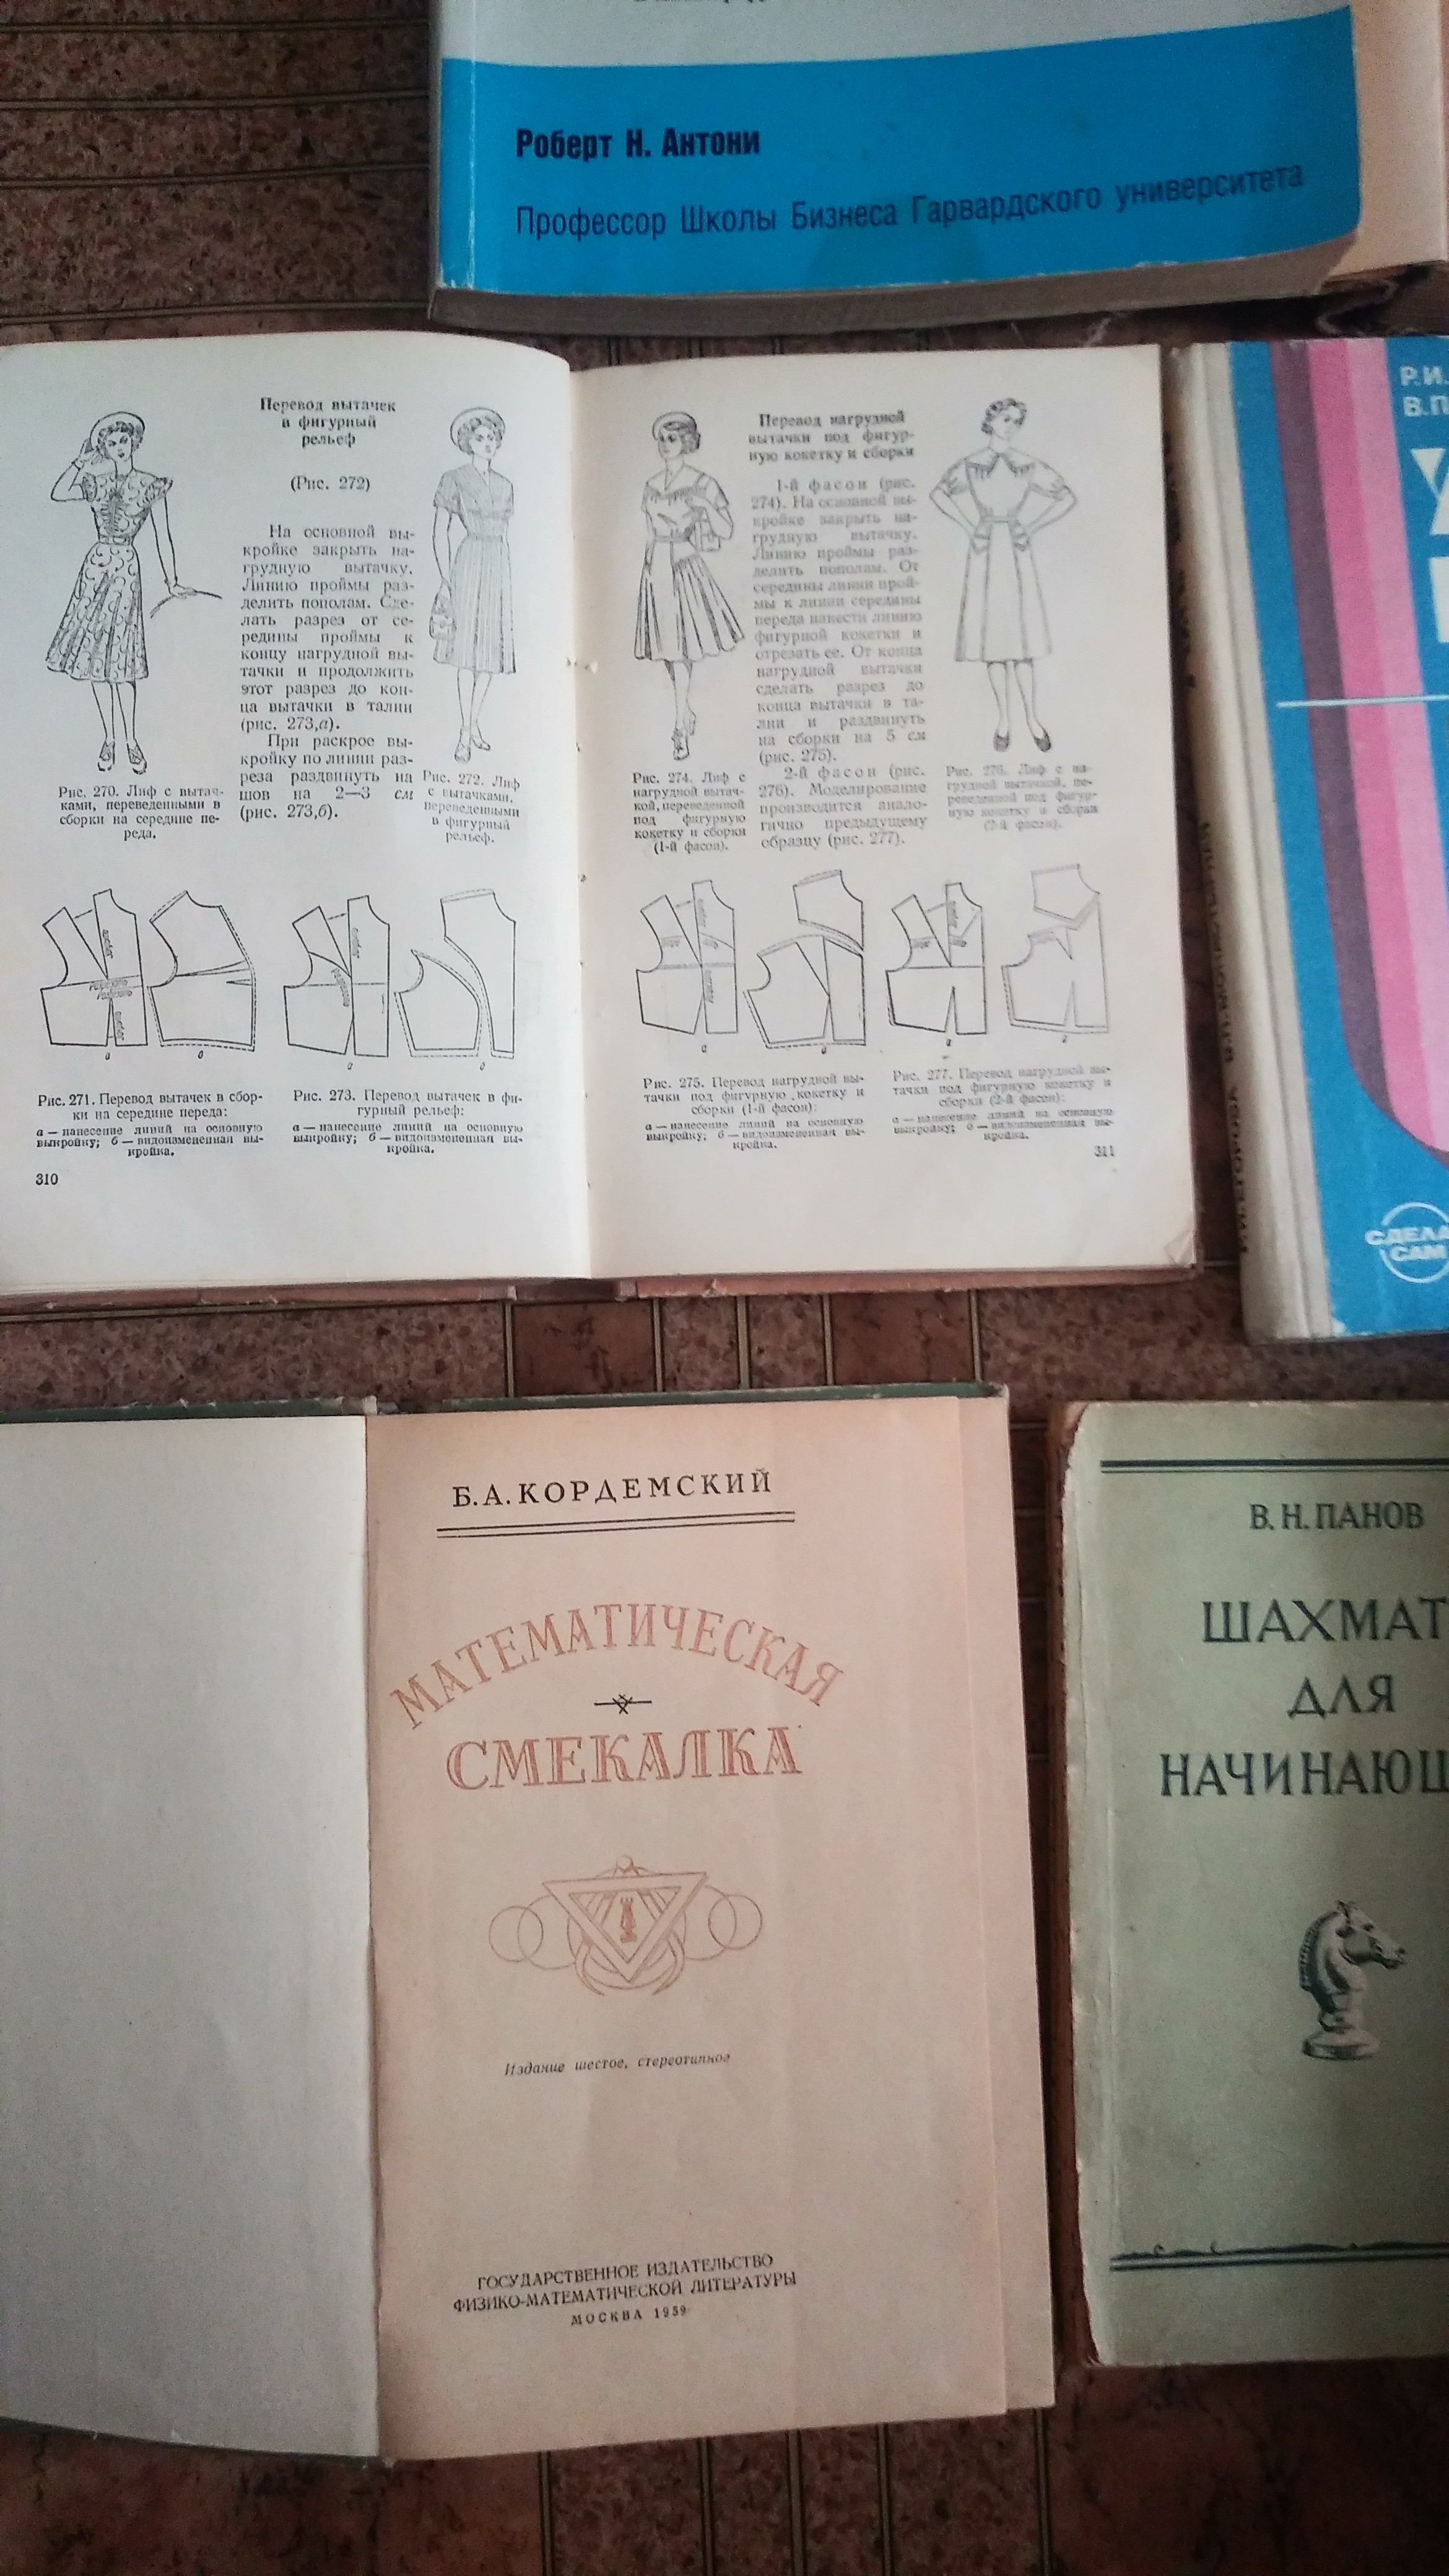 Роберт Н. Антони
Профессор Школы Бизнеса Гарвардского университета
Перевод вытачек
в фигурный
рельеф
(Рис. 272)
На основной вы-
кройке закрыть на-
грудную вытачку.
Линию проймы раз-
делить пополам. Сде-
лать разрез от се-
редины проймы к
концу нагрудной вы-
тачки и продолжить
этот разрез до кон-
ца вытачки в талии
(рис. 273,а).
При раскрое вы-
кройку по линии раз-
реза раздвинуть на
шов на 2—3 см
(рис. 273,б).
Рис. 270. Лиф с вытач-
ками, переведенными в
сборки на середине пе-
реда.
Рис. 272. Лиф
с вытачками,
переведенными
в фигурный
рельеф.
а
б
а
б
Рис. 271. Перевод вытачек в сбор-
ки на середине переда:
а — нанесение линий на основную
выкройку; б — видоизмененная вы-
кройка.
Рис. 273. Перевод вытачек в фи-
гурный рельеф:
а — нанесение линий на основную
выкройку; б — видоизмененная вы-
кройка.
310
Перевод нагрудной
вытачки под фигур-
ную кокетку и сборки
1-й фасон (рис.
274). На основной вы-
кройке закрыть на-
грудную вытачку.
Линию проймы раз-
делить пополам. От
середины линии прой-
мы к линии середины
переда нанести линию
фигурной кокетки и
отрезать ее. От конца
нагрудной вытачки
сделать разрез до
конца вытачки в та-
лии и раздвинуть
на сборки на 5 см
(рис. 275).
2-й фасон (рис.
276). Моделирование
производится анало-
гично предыдущему
образцу (рис. 277).
Рис. 274. Лиф с
нагрудной вытач-
кой, переведенной
под фигурную
кокетку и сборки
(1-й фасон).
Рис. 276. Лиф с на-
грудной вытачкой, пе-
реведенной под фигур-
ную кокетку и сборки
(2-й фасон).
Рис. 275. Перевод нагрудной вы-
тачки под фигурную кокетку и
сборки (1-й фасон):
а — нанесение линий на основную
выкройку; б — видоизмененная вы-
кройка.
Рис. 277. Перевод нагрудной вы-
тачки под фигурную кокетку и
сборки (2-й фасон):
а — нанесение линий на основную
выкройку; б — видоизмененная вы-
кройка.
311
Р.И.
В.П
Р.И.ЕГОРОВА
СДЕЛА
САМ
Б. А. КОРДЕМСКИЙ
МАТЕМАТИЧЕСКАЯ
СМЕКАЛКА
Издание шестое, стереотипное
ГОСУДАРСТВЕННОЕ ИЗДАТЕЛЬСТВО
ФИЗИКО-МАТЕМАТИЧЕСКОЙ ЛИТЕРАТУРЫ
МОСКВА 1959
В. Н. ПАНОВ
ШАХМАТ
ДЛЯ
НАЧИНАЮЩ